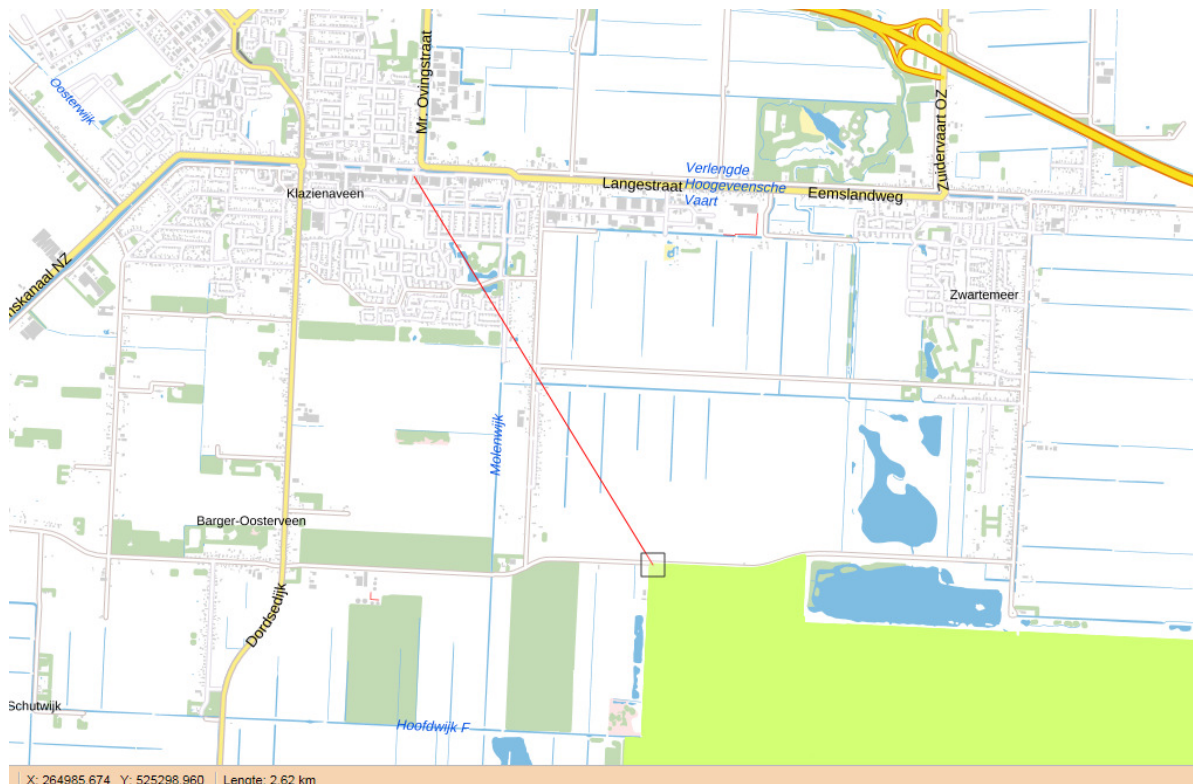 Oosterwijk
Mr. Ovingstraat
Zuidervaart OZ
Verlengde
Hoogeveensche
Vaart
Langestraat
Eemslandweg
Klazienaveen
mskanaal NZ
Zwartemeer
Molenwijk
Barger-Oosterveen
Dordsedijk
Schutwijk
Hoofdwijk F
X: 264985.674 Y: 525298.960 Lengte: 2.62 km